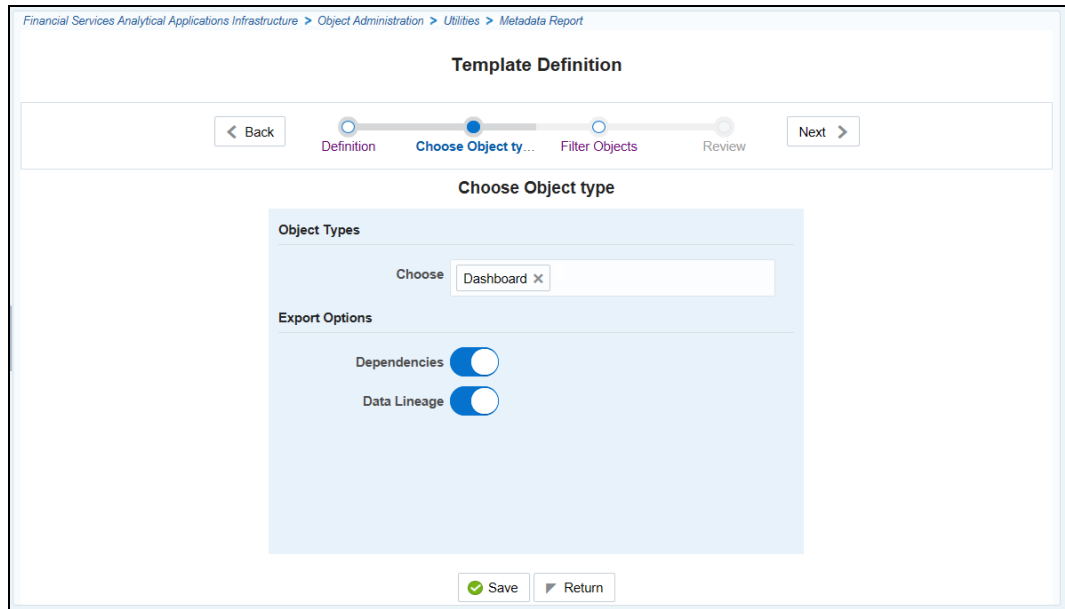 Financial Services Analytical Applications Infrastructure > Object Administration > Utilities > Metadata Report
Template Definition
Back
Definition
Choose Object ty...
Filter Objects
Review
Next
Choose Object type
Object Types
Choose
Dashboard
Export Options
Dependencies
Data Lineage
Save
Return